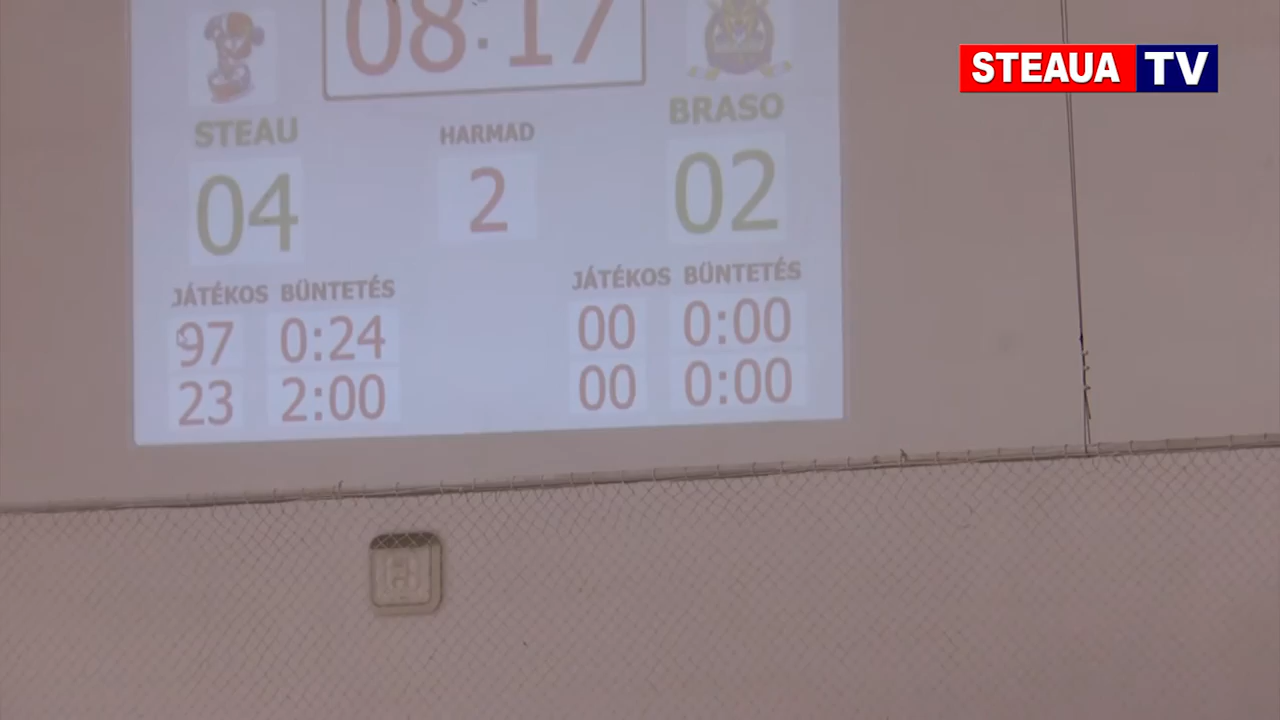 STEAUA TV
08:17
STEAU
HARMAD
BRASO
04
2
02
JÁTÉKOS BÜNTETÉS
JÁTÉKOS BÜNTETÉS
97 0:24
00 0:00
23 2:00
00 0:00